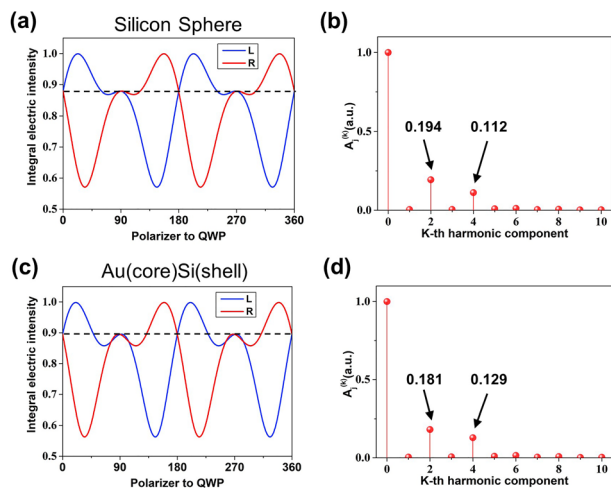 (a)
Silicon Sphere
L
R
Integral electric intensity
1.0
0.9
0.8
0.7
0.6
0.5
0
90
180
270
360
Polarizer to QWP
(b)
A_j^(k)(a.u.)
1.0
0.5
0.0
0.194
0.112
0
2
4
6
8
10
K-th harmonic component
(c)
Au(core)Si(shell)
L
R
Integral electric intensity
1.0
0.9
0.8
0.7
0.6
0.5
0
90
180
270
360
Polarizer to QWP
(d)
A_j^(k)(a.u.)
1.0
0.5
0.0
0.181
0.129
0
2
4
6
8
10
K-th harmonic component